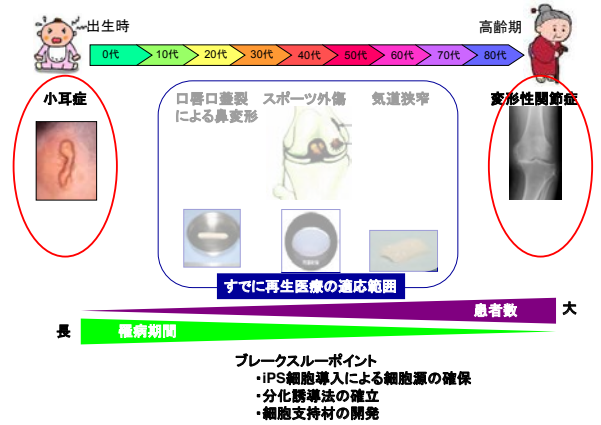 出生時
高齢期
0代 10代 20代 30代 40代 50代 60代 70代 80代
小耳症
口唇口蓋裂
による鼻変形
スポーツ外傷
気道狭窄
変形性関節症
すでに再生医療の適応範囲
患者数
大
長
罹病期間
ブレークスルーポイント
・iPS細胞導入による細胞源の確保
・分化誘導法の確立
・細胞支持材の開発